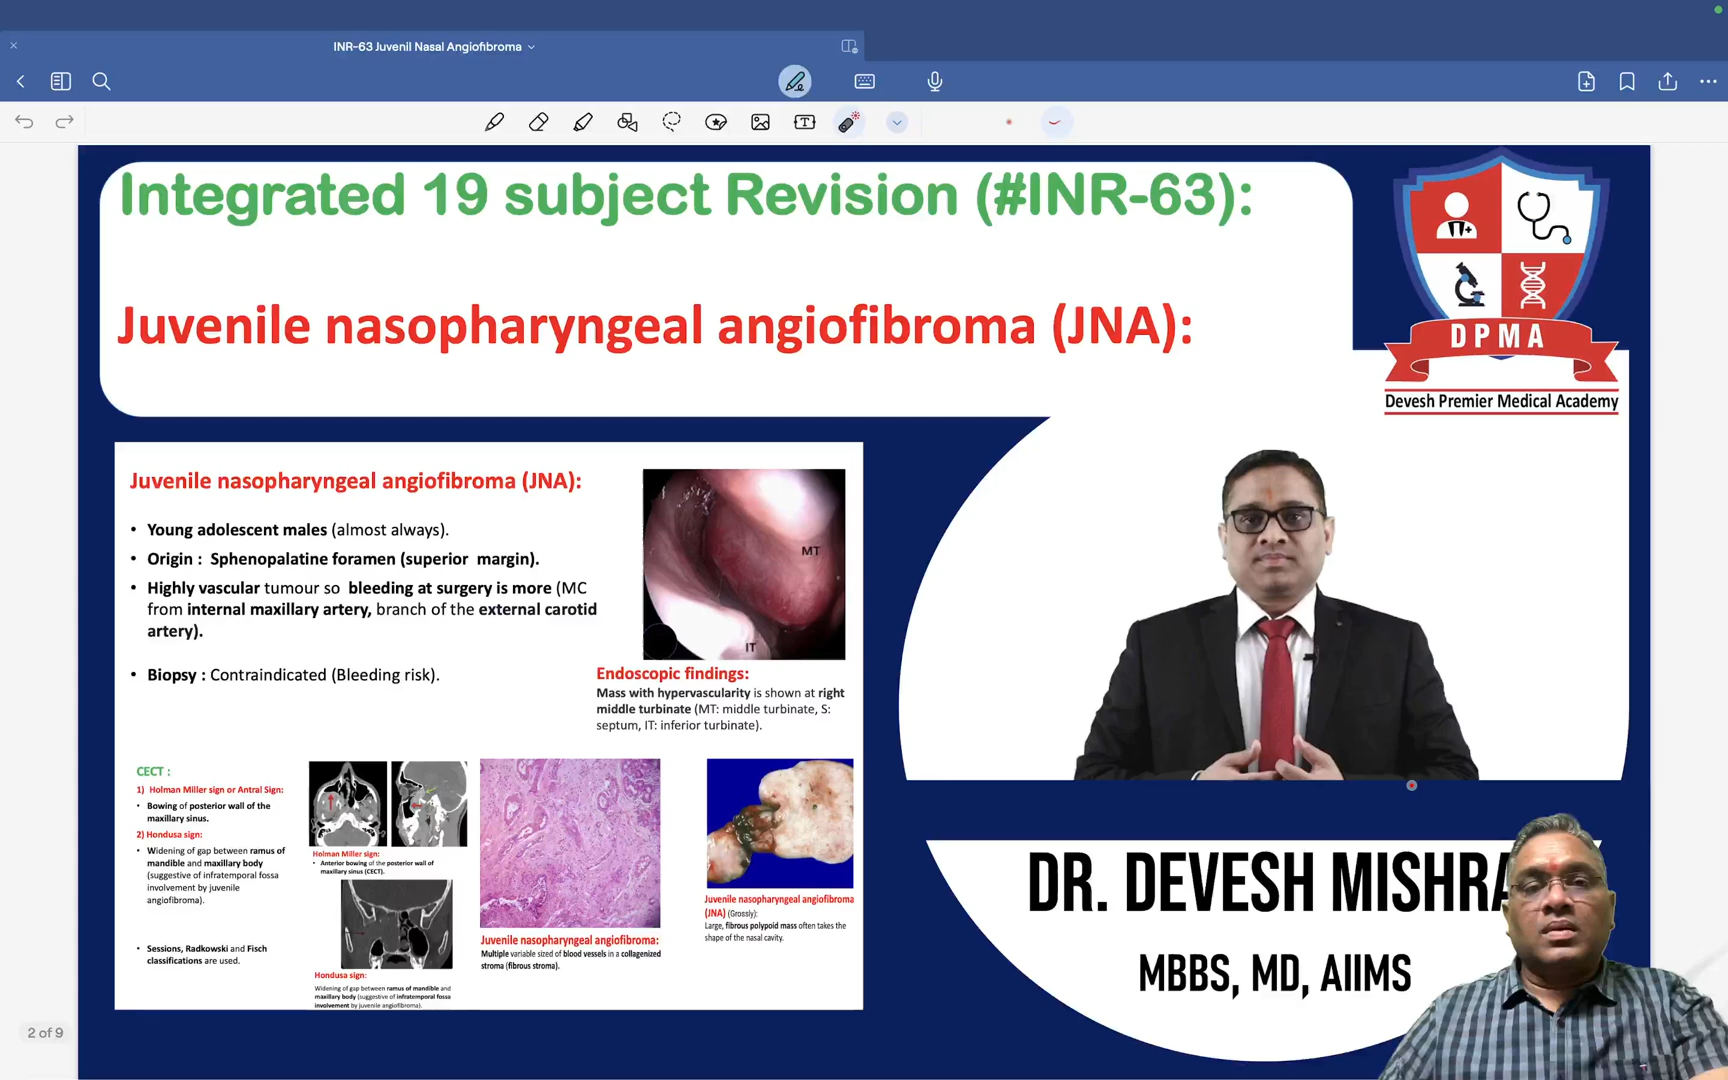 INR-63 Juvenil Nasal Angiofibroma
Integrated 19 subject Revision (#INR-63):
Juvenile nasopharyngeal angiofibroma (JNA):
DPMA
Devesh Premier Medical Academy
Juvenile nasopharyngeal angiofibroma (JNA):
• Young adolescent males (almost always).
• Origin : Sphenopalatine foramen (superior margin).
• Highly vascular tumour so bleeding at surgery is more (MC
from internal maxillary artery, branch of the external carotid
artery).
• Biopsy : Contraindicated (Bleeding risk).
MT
IT
Endoscopic findings:
Mass with hypervascularity is shown at right
middle turbinate (MT: middle turbinate, S:
septum, IT: inferior turbinate).
CECT :
1) Holman Miller sign or Antral Sign:
• Bowing of posterior wall of the
maxillary sinus.
2) Hondusa sign:
• Widening of gap between ramus of
mandible and maxillary body
(suggestive of infratemporal fossa
involvement by juvenile
angiofibroma).
• Sessions, Radkowski and Fisch
classifications are used.
Holman Miller sign:
• Anterior bowing of the posterior wall of
maxillary sinus (CECT).
Hondusa sign:
Widening of gap between ramus of mandible and
maxillary body (suggestive of infratemporal fossa
involvement by juvenile angiofibroma).
Juvenile nasopharyngeal angiofibroma:
Multiple variable sized of blood vessels in a collagenized
stroma (fibrous stroma).
Juvenile nasopharyngeal angiofibroma
(JNA) (Grossly):
Large, fibrous polypoid mass often takes the
shape of the nasal cavity.
DR. DEVESH MISHRA
MBBS, MD, AIIMS
2 of 9